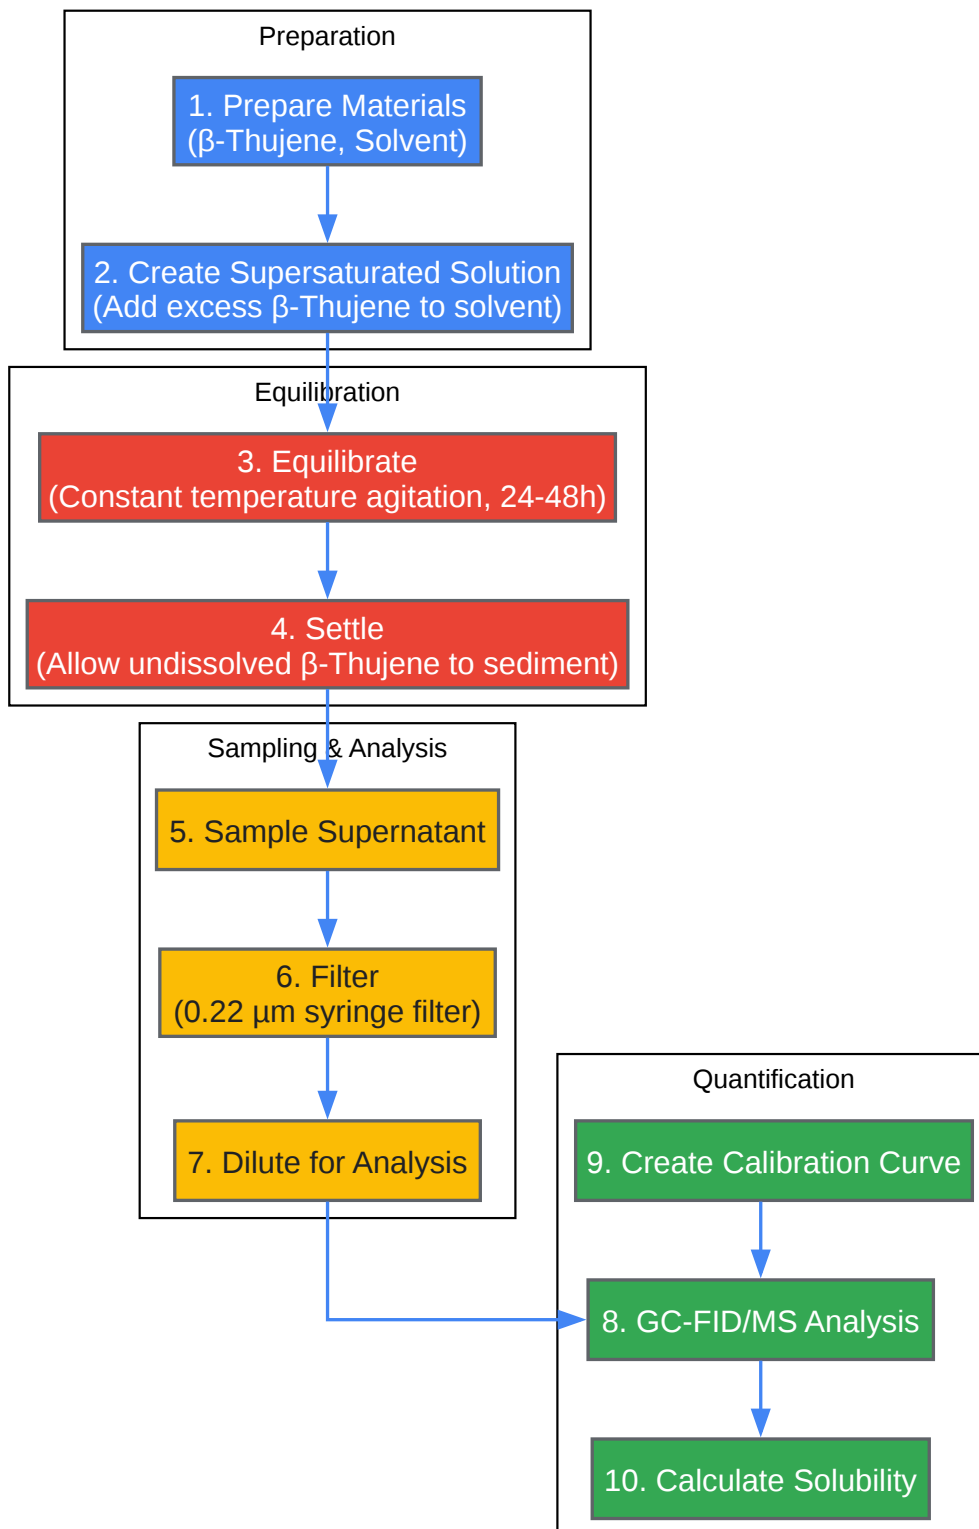 Preparation
1. Prepare Materials
(β-Thujene, Solvent)
2. Create Supersaturated Solution
(Add excess β-Thujene to solvent)
Equilibration
3. Equilibrate
(Constant temperature agitation, 24-48h)
4. Settle
(Allow undissolved β-Thujene to sediment)
Sampling & Analysis
5. Sample Supernatant
6. Filter
(0.22 µm syringe filter)
7. Dilute for Analysis
Quantification
9. Create Calibration Curve
8. GC-FID/MS Analysis
10. Calculate Solubility